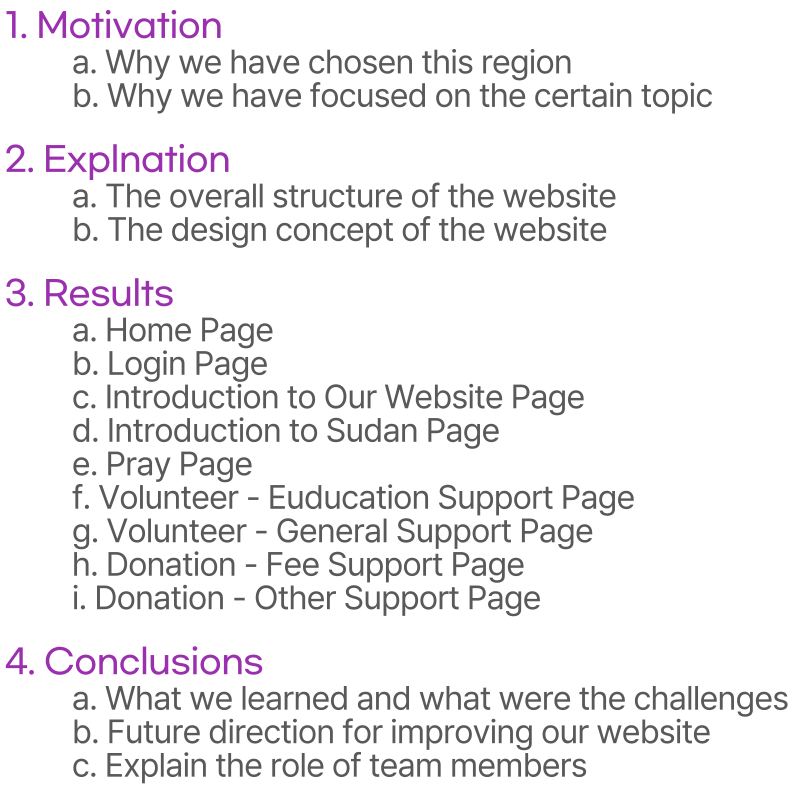 1. Motivation
a. Why we have chosen this region
b. Why we have focused on the certain topic
2. Explnation
a. The overall structure of the website
b. The design concept of the website
3. Results
a. Home Page
b. Login Page
c. Introduction to Our Website Page
d. Introduction to Sudan Page
e. Pray Page
f. Volunteer - Euducation Support Page
g. Volunteer - General Support Page
h. Donation - Fee Support Page
i. Donation - Other Support Page
4. Conclusions
a. What we learned and what were the challenges
b. Future direction for improving our website
c. Explain the role of team members